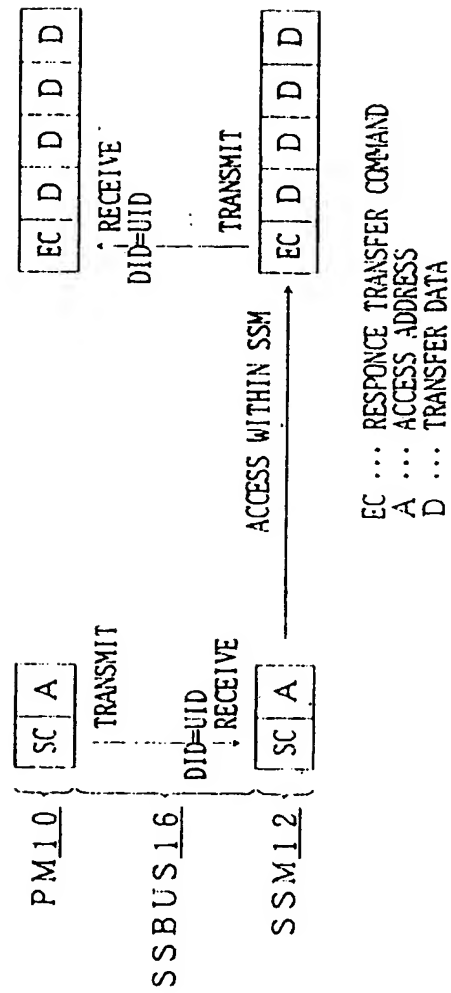 PM10
SC A
EC D D D D
TRANSMIT
RECEIVE
DID=UID
SSBUS16
DID=UID
RECEIVE
TRANSMIT
SSM12
SC A
ACCESS WITHIN SSM
EC D D D D
EC ... RESPONCE TRANSFER COMMAND
A ... ACCESS ADDRESS
D ... TRANSFER DATA